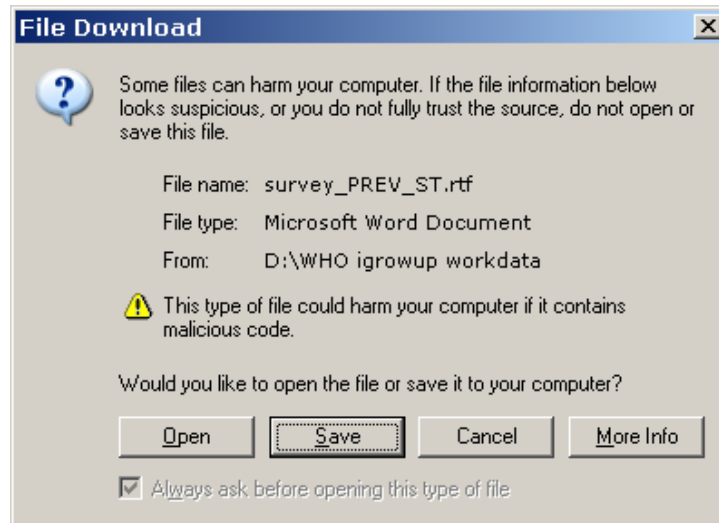 File Download
Some files can harm your computer. If the file information below
looks suspicious, or you do not fully trust the source, do not open or
save this file.
File name: survey_PREV_ST.rtf
File type: Microsoft Word Document
From: D:\WHO igrowup workdata
This type of file could harm your computer if it contains
malicious code.
Would you like to open the file or save it to your computer?
Open Save Cancel More Info
Always ask before opening this type of file